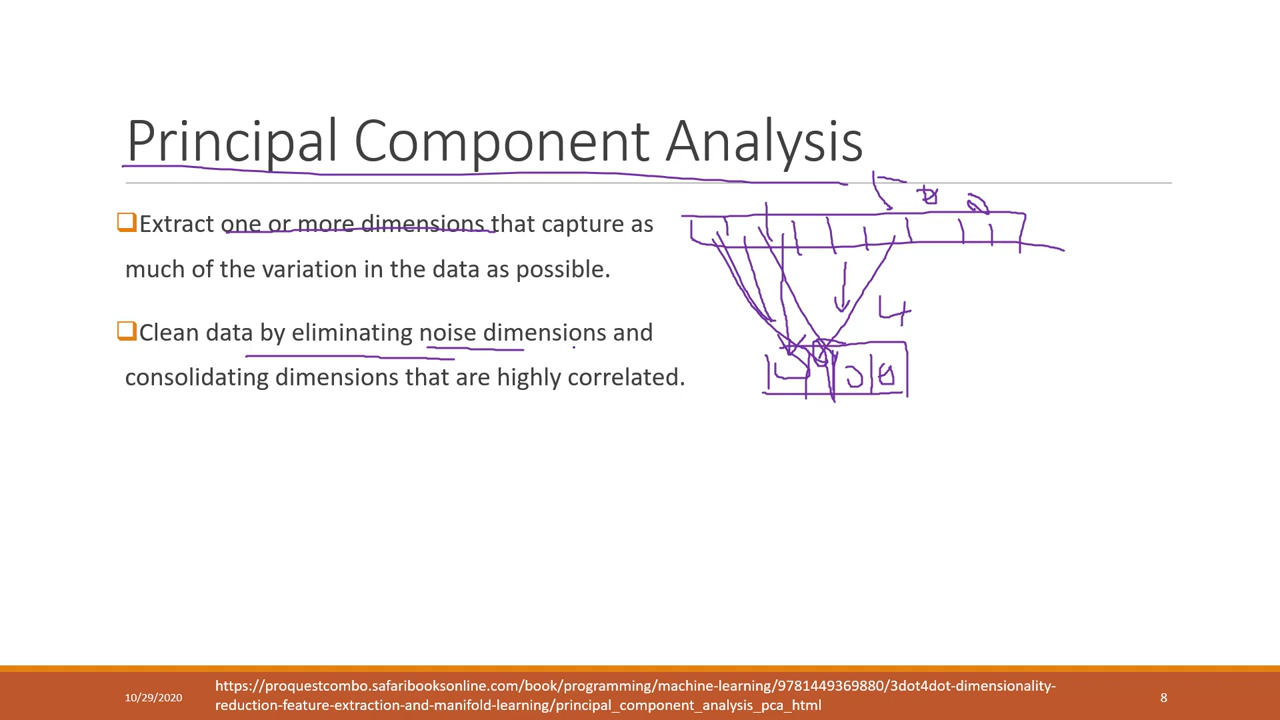 Principal Component Analysis
Extract one or more dimensions that capture as
much of the variation in the data as possible.
Clean data by eliminating noise dimensions and
consolidating dimensions that are highly correlated.
4
10/29/2020
https://proquestcombo.safaribooksonline.com/book/programming/machine-learning/9781449369880/3dot4dot-dimensionality-
reduction-feature-extraction-and-manifold-learning/principal_component_analysis_pca_html
8